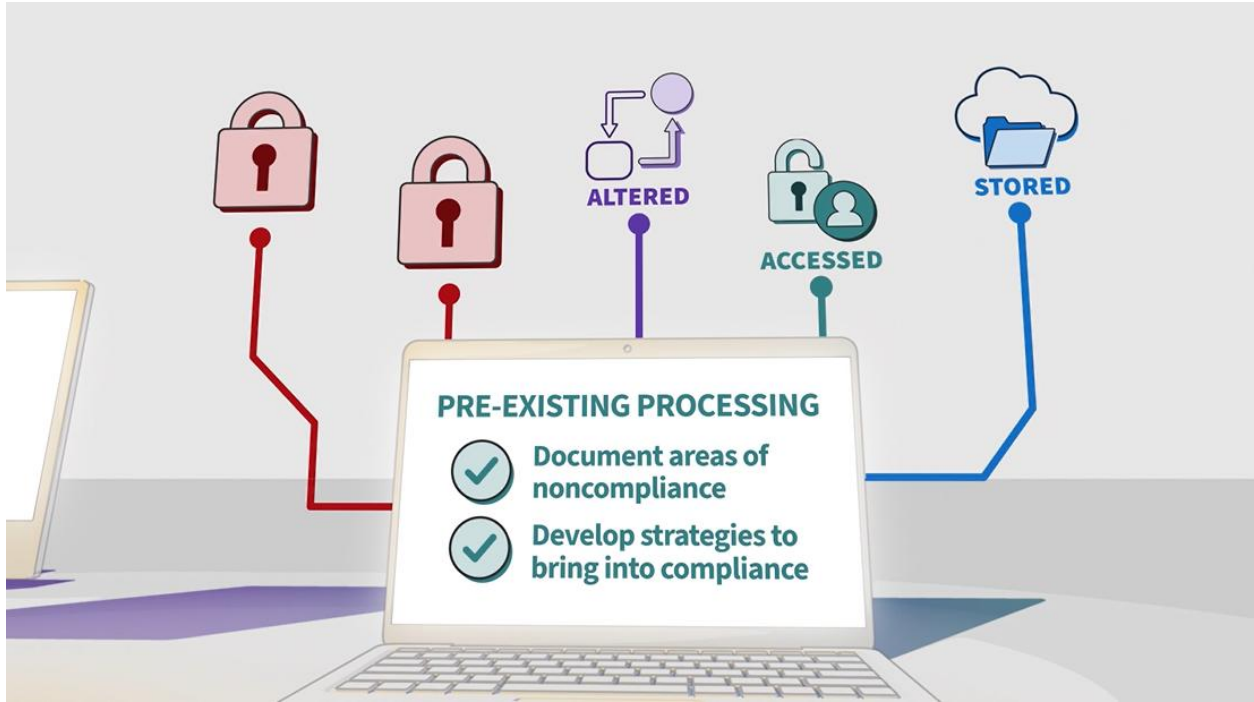 ALTERED
ACCESSED
STORED
PRE-EXISTING PROCESSING
Document areas of
noncompliance
Develop strategies to
bring into compliance